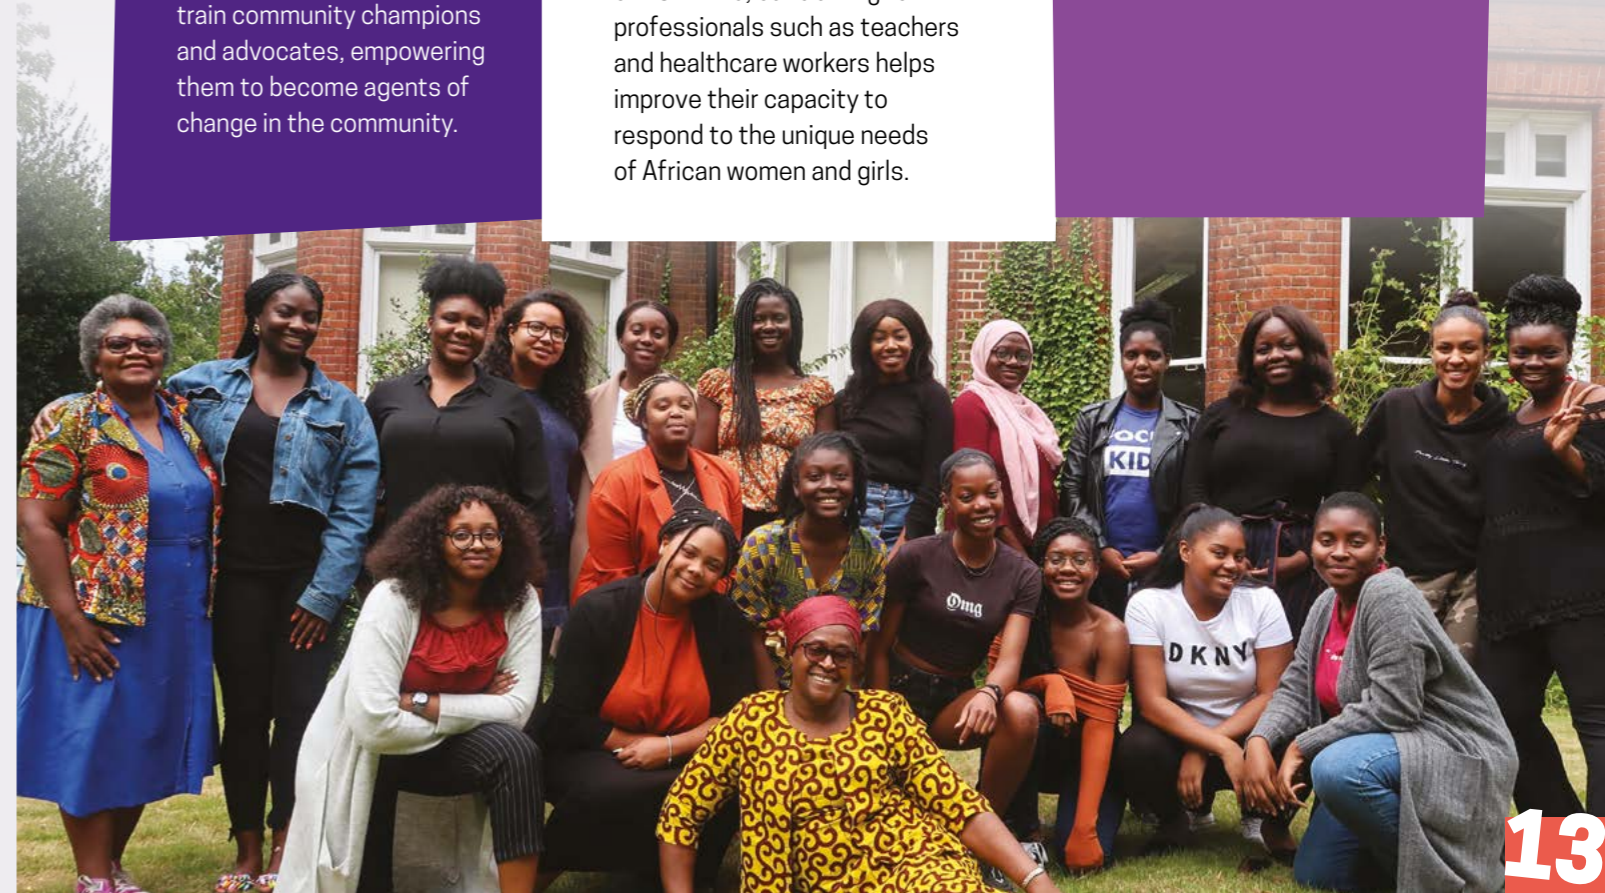 train community champions
and advocates, empowering
them to become agents of
change in the community.
professionals such as teachers
and healthcare workers helps
improve their capacity to
respond to the unique needs
of African women and girls.
OCU
KID
Omg
DKNY
13